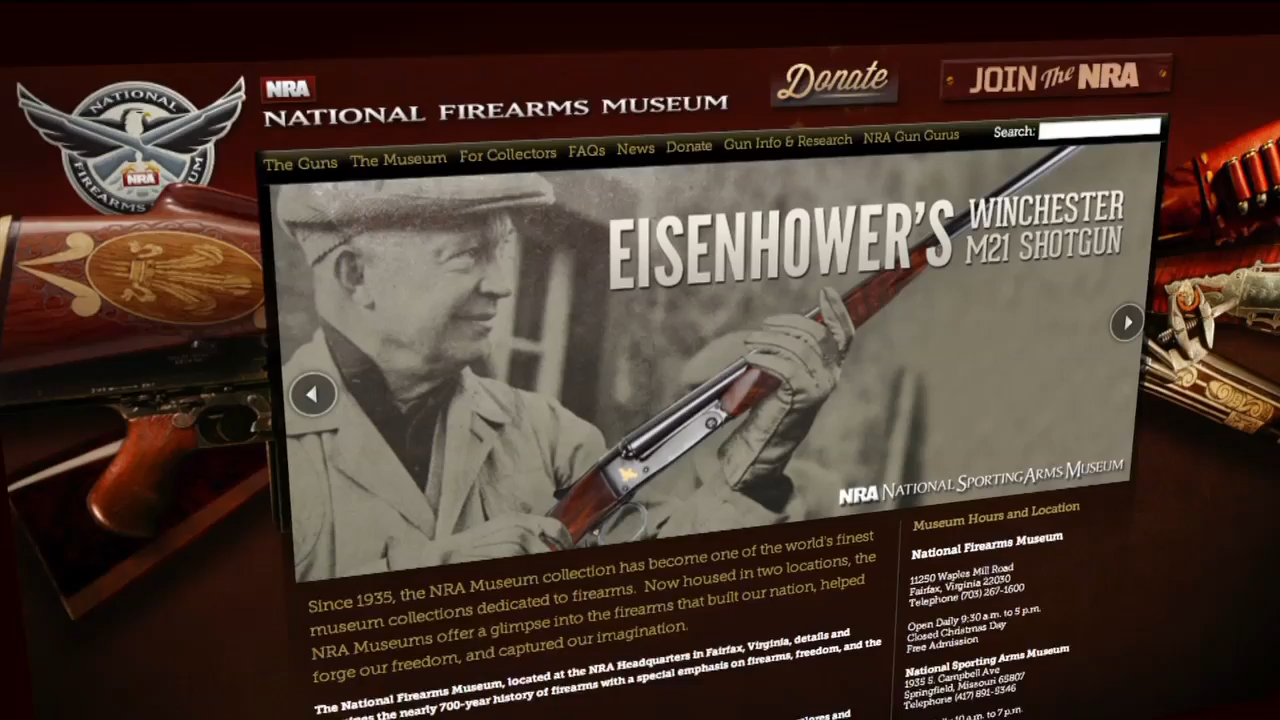 NATIONAL
FIREARMS MUSEUM
NRA
NRA
NATIONAL FIREARMS MUSEUM
Donate
JOIN The NRA
The Guns The Museum For Collectors FAQs News Donate Gun Info & Research NRA Gun Gurus Search:
EISENHOWER'S WINCHESTER
M21 SHOTGUN
NRA NATIONAL SPORTING ARMS MUSEUM
Since 1935, the NRA Museum collection has become one of the world's finest
museum collections dedicated to firearms. Now housed in two locations, the
NRA Museums offer a glimpse into the firearms that built our nation, helped
forge our freedom, and captured our imagination.
The National Firearms Museum, located at the NRA Headquarters in Fairfax, Virginia, details and
the nearly 700-year history of firearms with a special emphasis on firearms, freedom, and the
and
Museum Hours and Location
National Firearms Museum
11250 Waples Mill Road
Fairfax, Virginia 22030
Telephone (703) 267-1600
Open Daily 9:30 a.m. to 5 p.m.
Closed Christmas Day
Free Admission
National Sporting Arms Museum
1935 S. Campbell Ave
Springfield, Missouri 65807
Telephone (417) 891-5346
10 a.m. to 7 p.m.